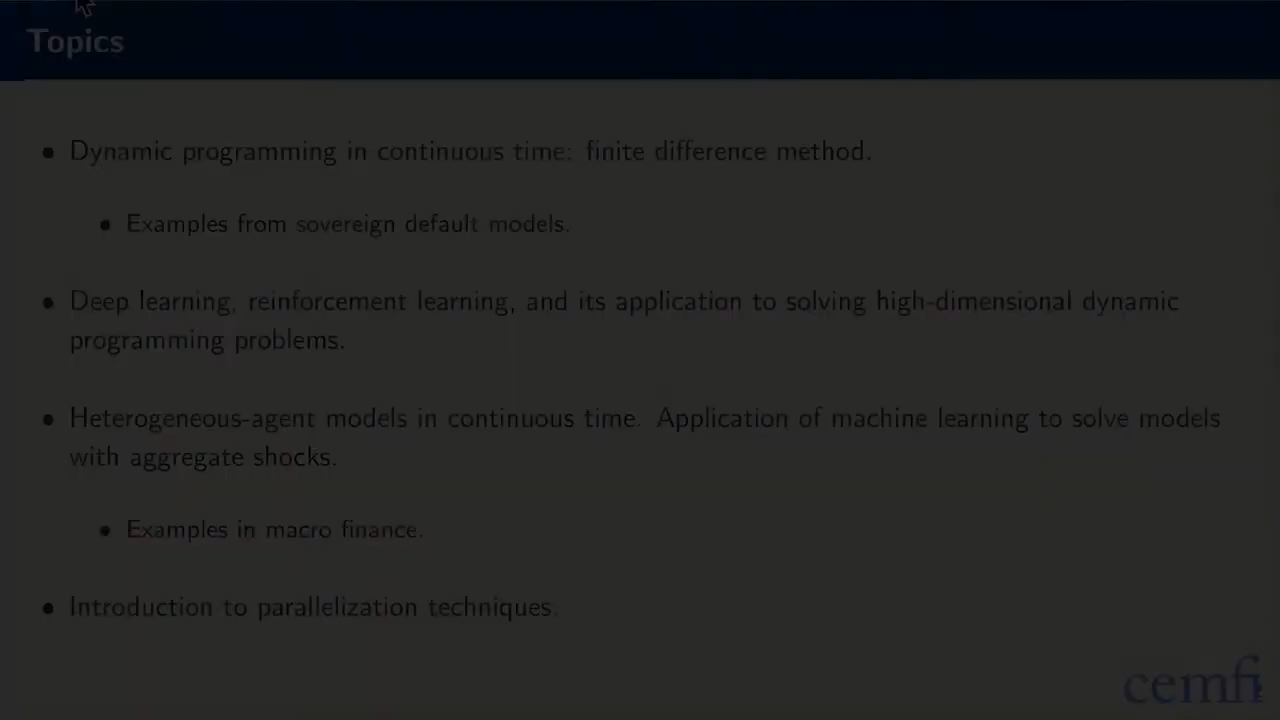 Topics
• Dynamic programming in continuous time: finite difference method.
• Examples from sovereign default models.
• Deep learning, reinforcement learning, and its application to solving high-dimensional dynamic
programming problems.
• Heterogeneous-agent models in continuous time. Application of machine learning to solve models
with aggregate shocks.
• Examples in macro finance.
• Introduction to parallelization techniques.
cemfi